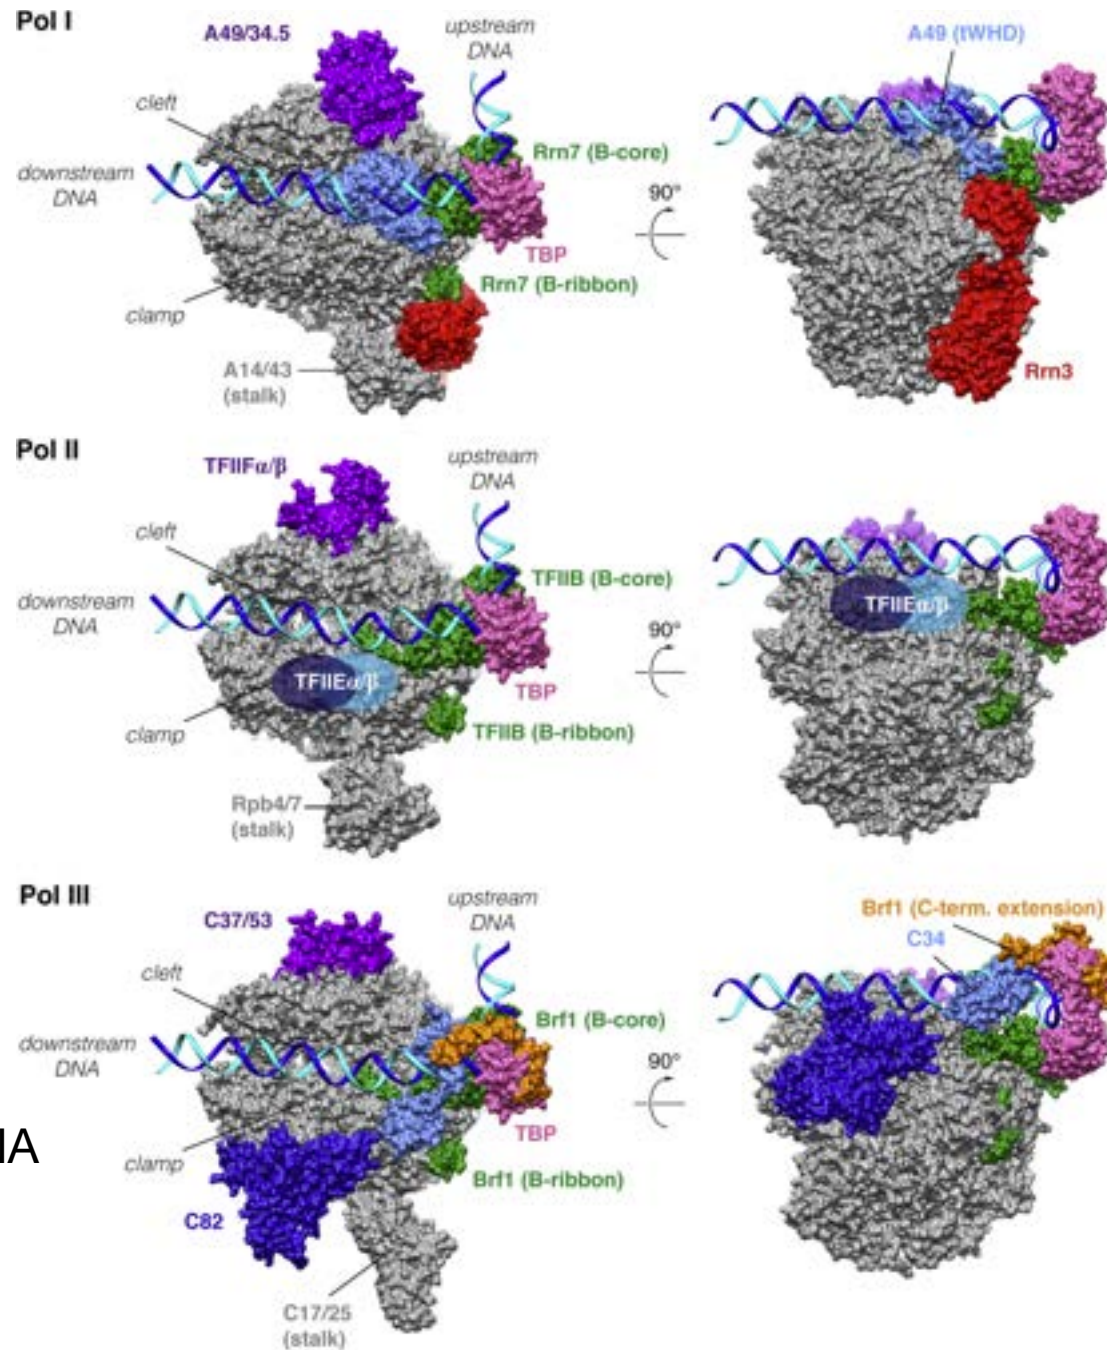 Pol I
A49/34.5
upstream
DNA
A49 (tWHD)
cleft
Rrn7 (B-core)
downstream
DNA
90°
TBP
Rrn7 (B-ribbon)
clamp
A14/43
(stalk)
Rrn3
Pol II
TFIIFα/β
upstream
DNA
cleft
TFIIB (B-core)
downstream
DNA
TFIIEα/β
90°
TFIIEα/β
TBP
clamp
TFIIB (B-ribbon)
Rpb4/7
(stalk)
Pol III
C37/53
upstream
DNA
Brf1 (C-term. extension)
C34
cleft
Brf1 (B-core)
downstream
DNA
90°
TBP
IA
clamp
Brf1 (B-ribbon)
C82
C17/25
(stalk)